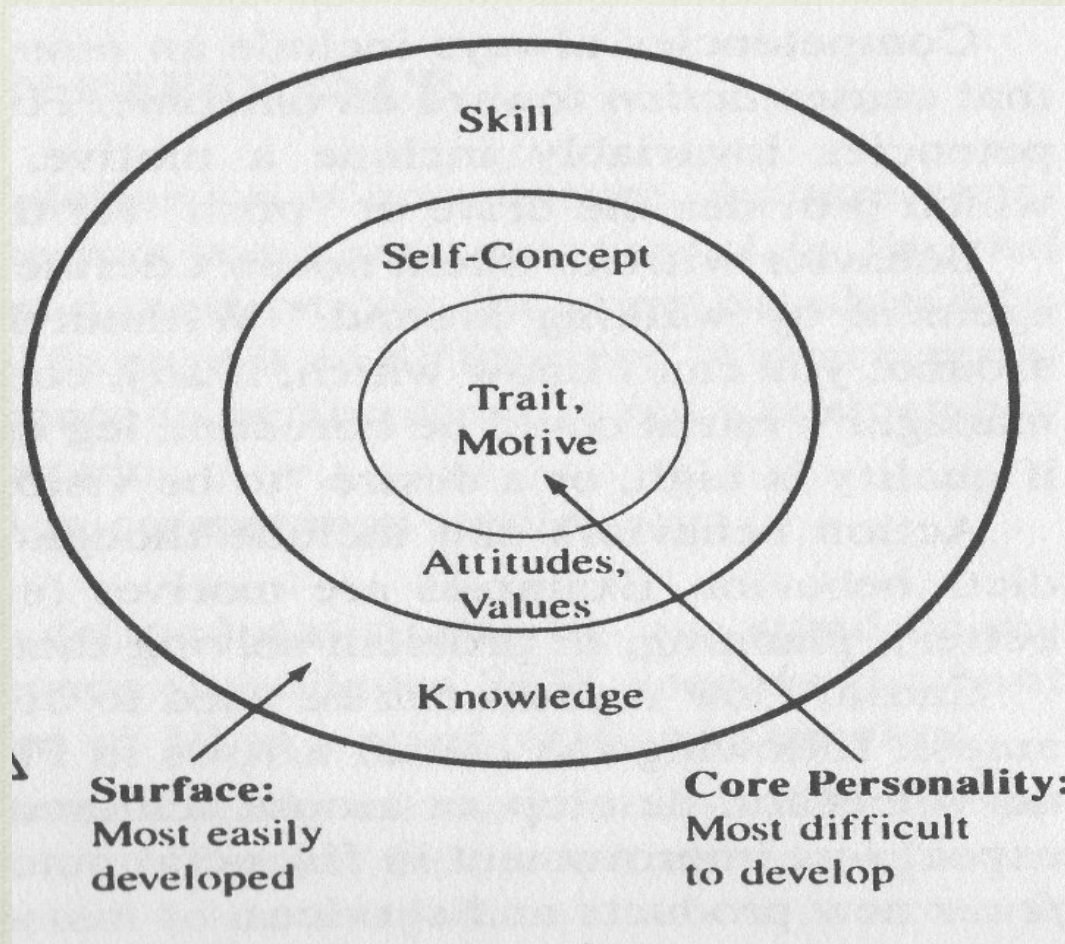 Skill
Self-Concept
Trait,
Motive
Attitudes,
Values
Knowledge
Surface:
Most easily
developed
Core Personality:
Most difficult
to develop